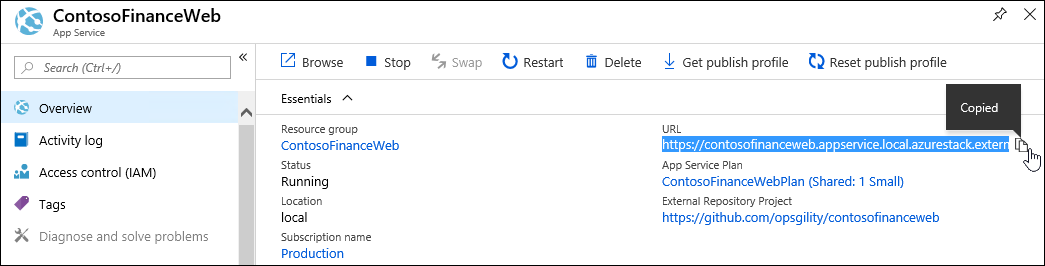 ContosoFinanceWeb
App Service
Search (Ctrl+/)
Overview
Activity log
Access control (IAM)
Tags
Diagnose and solve problems
Browse
Stop
Swap
Restart
Delete
Get publish profile
Reset publish profile
Essentials
Copied
Resource group
ContosoFinanceWeb
Status
Running
Location
local
Subscription name
Production
URL
https://contosofinanceweb.appservice.local.azurestack.extern
App Service Plan
ContosoFinanceWebPlan (Shared: 1 Small)
External Repository Project
https://github.com/opsgility/contosofinanceweb